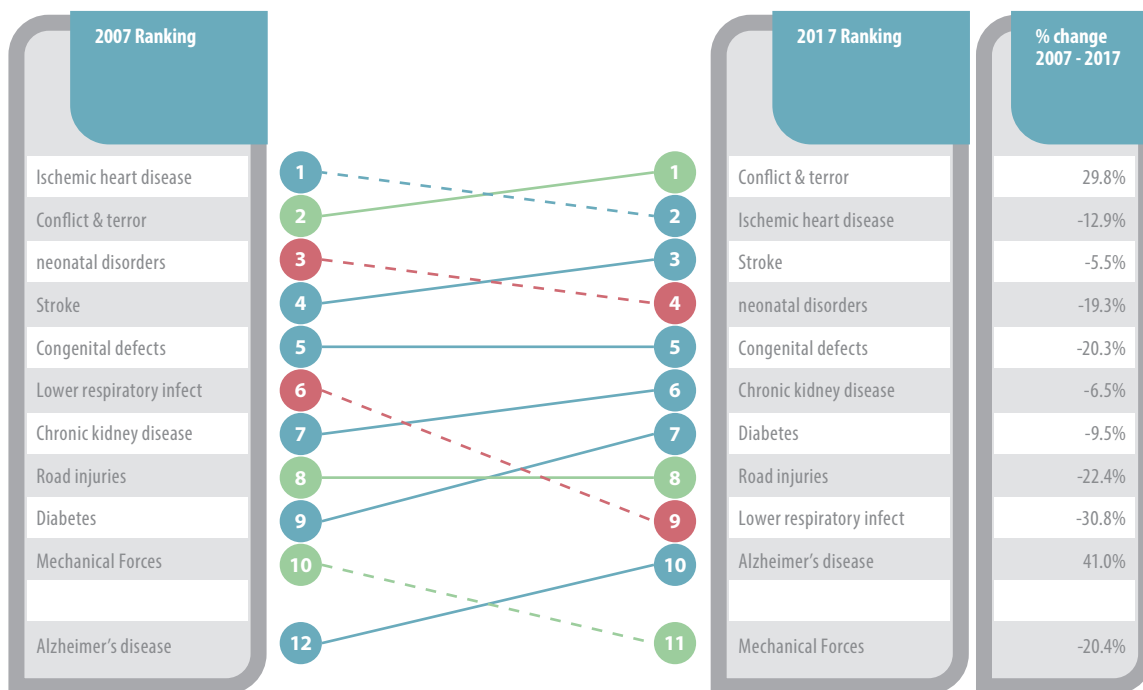 2007 Ranking
Ischemic heart disease
Conflict & terror
neonatal disorders
Stroke
Congenital defects
Lower respiratory infect
Chronic kidney disease
Road injuries
Diabetes
Mechanical Forces
Alzheimer's disease
1
2
3
4
5
6
7
8
9
10
12
1
2
3
4
5
6
7
8
9
10
11
201 7 Ranking
Conflict & terror
Ischemic heart disease
Stroke
neonatal disorders
Congenital defects
Chronic kidney disease
Diabetes
Road injuries
Lower respiratory infect
Alzheimer's disease
Mechanical Forces
% change
2007 - 2017
29.8%
-12.9%
-5.5%
-19.3%
-20.3%
-6.5%
-9.5%
-22.4%
-30.8%
41.0%
-20.4%